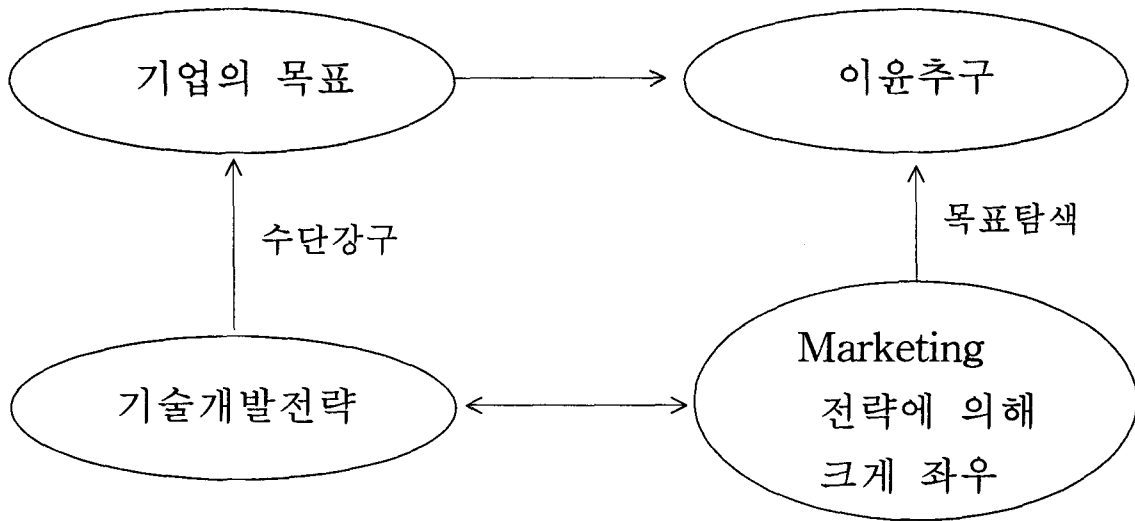 기업의 목표
이윤추구
수단강구
목표탐색
기술개발전략
Marketing
전략에 의해
크게 좌우